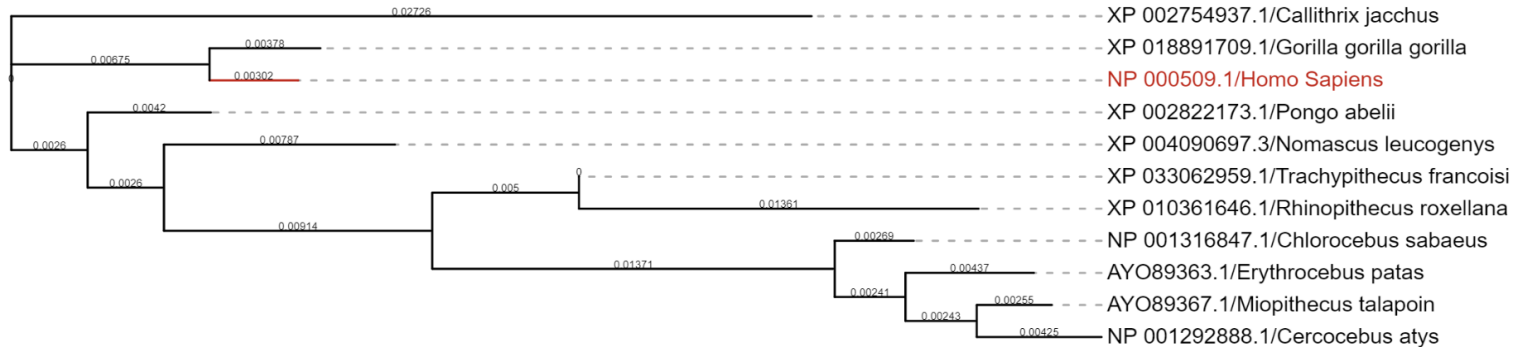 0.02726
XP 002754937.1/Callithrix jacchus
0.00378
XP 018891709.1/Gorilla gorilla gorilla
0.00675
0
0.00302
NP 000509.1/Homo Sapiens
0.0042
XP 002822173.1/Pongo abelii
0.0026
0.00787
XP 004090697.3/Nomascus leucogenys
0.0026
0
XP 033062959.1/Trachypithecus francoisi
0.005
0.01361
XP 010361646.1/Rhinopithecus roxellana
0.00914
0.00269
NP 001316847.1/Chlorocebus sabaeus
0.01371
0.00437
AYO89363.1/Erythrocebus patas
0.00241
0.00255
AYO89367.1/Miopithecus talapoin
0.00243
0.00425
NP 001292888.1/Cercocebus atys